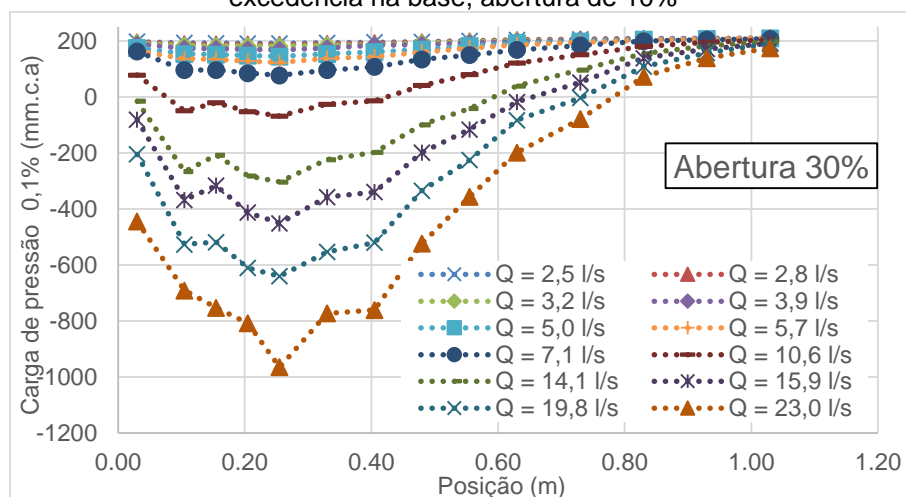 excedência na base, abertura de 10%
Carga de pressão 0,1% (mm.c.a)
200
0
-200
-400
-600
-800
-1000
-1200
Abertura 30%
Q = 2,5 l/s
Q = 2,8 l/s
Q = 3,2 l/s
Q = 3,9 l/s
Q = 5,0 l/s
Q = 5,7 l/s
Q = 7,1 l/s
Q = 10,6 l/s
Q = 14,1 l/s
Q = 15,9 l/s
Q = 19,8 l/s
Q = 23,0 l/s
0.00 0.20 0.40 0.60 0.80 1.00 1.20
Posição (m)